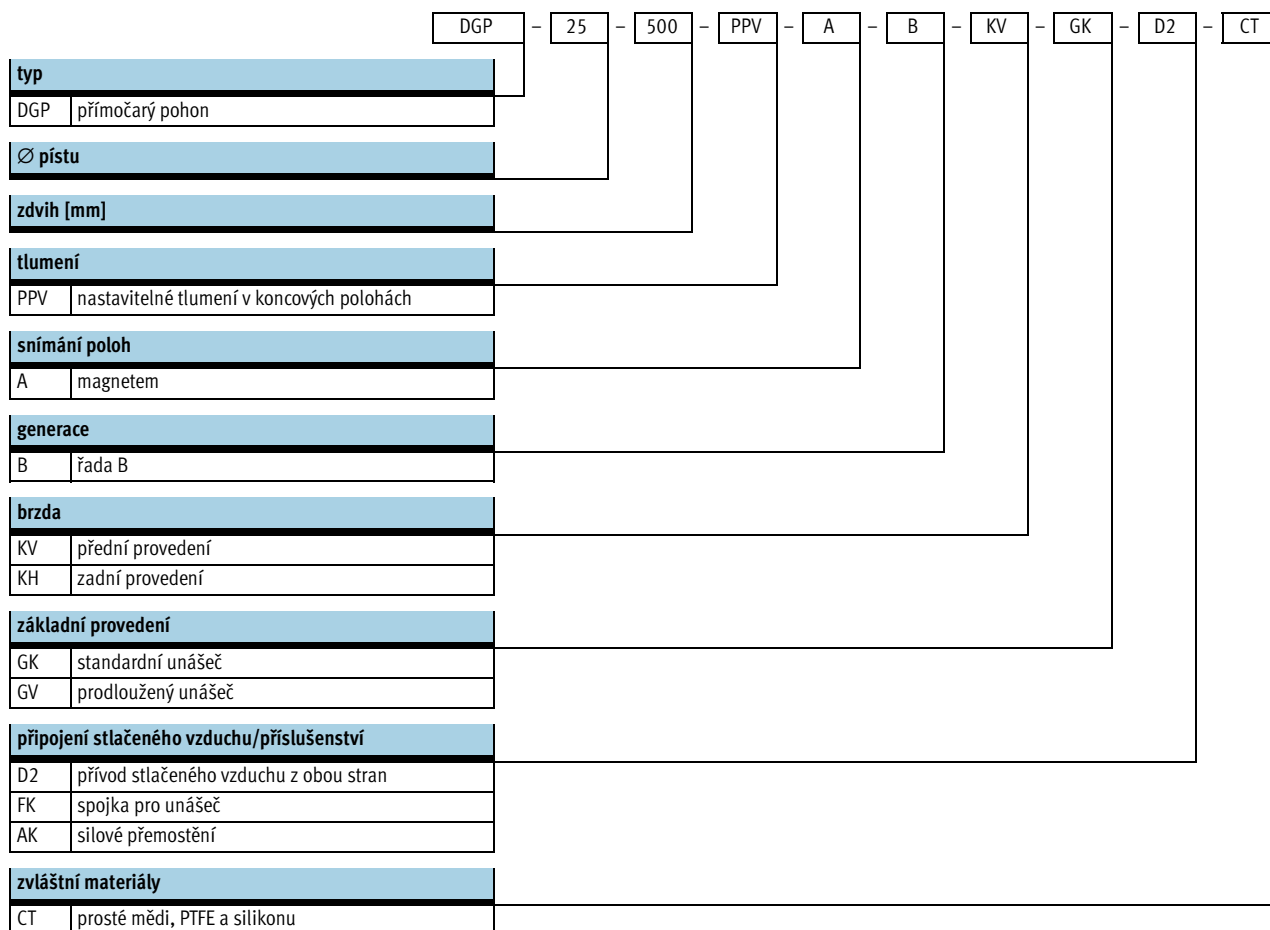 DGP – 25 – 500 – PPV – A – B – KV – GK – D2 – CT
typ
DGP přímočarý pohon
∅ pístu
zdvih [mm]
tlumení
PPV nastavitelné tlumení v koncových polohách
snímání poloh
A magnetem
generace
B řada B
brzda
KV přední provedení
KH zadní provedení
základní provedení
GK standardní unášeč
GV prodloužený unášeč
připojení stlačeného vzduchu/příslušenství
D2 přívod stlačeného vzduchu z obou stran
FK spojka pro unášeč
AK silové přemostění
zvláštní materiály
CT prosté mědi, PTFE a silikonu